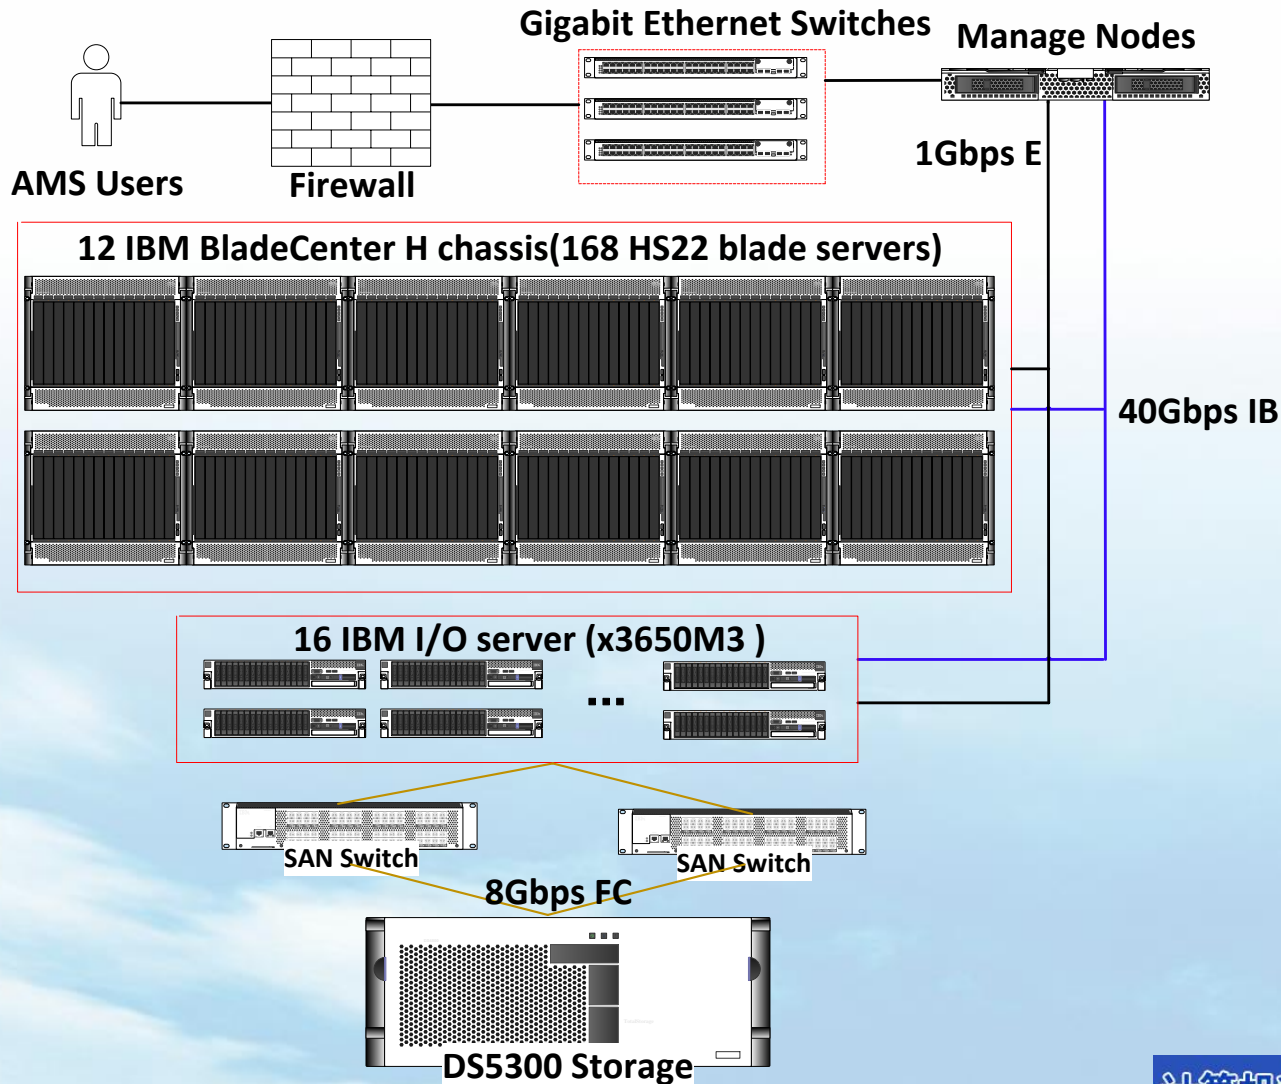 Gigabit Ethernet Switches
Manage Nodes
AMS Users
Firewall
1Gbps E
12 IBM BladeCenter H chassis(168 HS22 blade servers)
40Gbps IB
16 IBM I/O server (x3650M3 )
...
SAN Switch
SAN Switch
8Gbps FC
DS5300 Storage